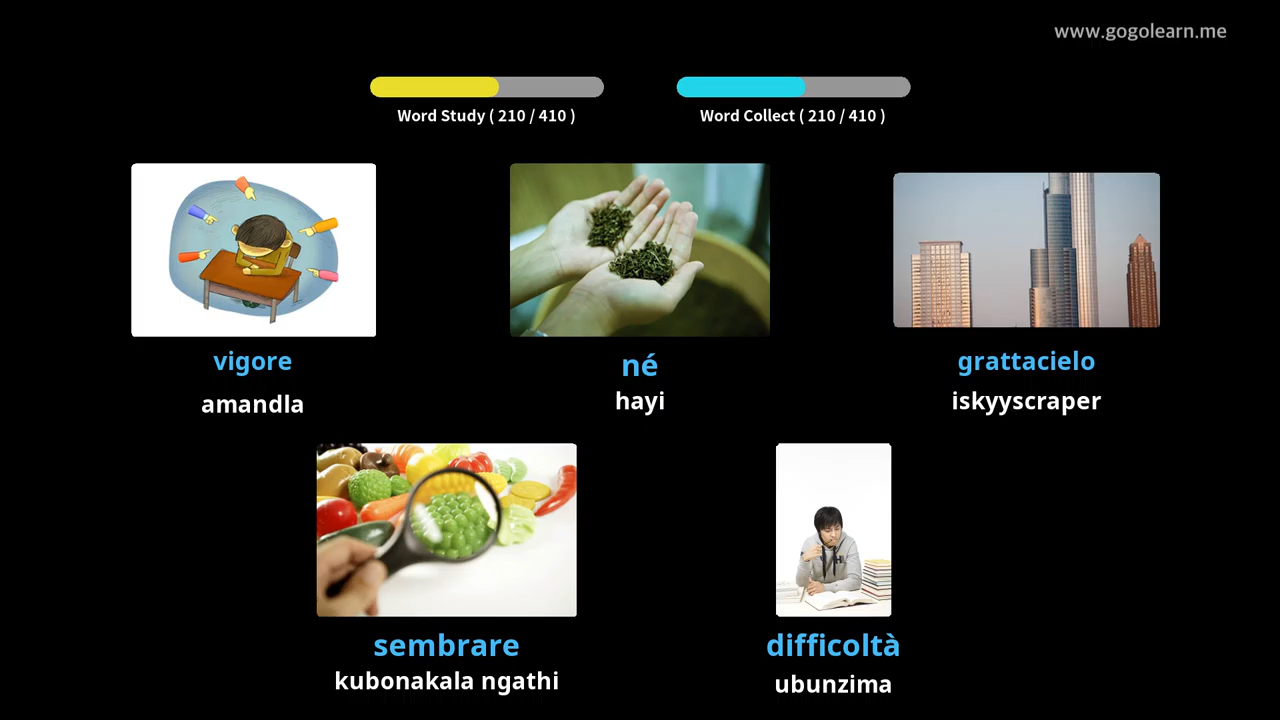 www.gogolearn.me
Word Study ( 210 / 410 )
Word Collect ( 210 / 410 )
vigore
amandla
né
hayi
grattacielo
iskyyscraper
sembrare
kubonakala ngathi
difficoltà
ubunzima